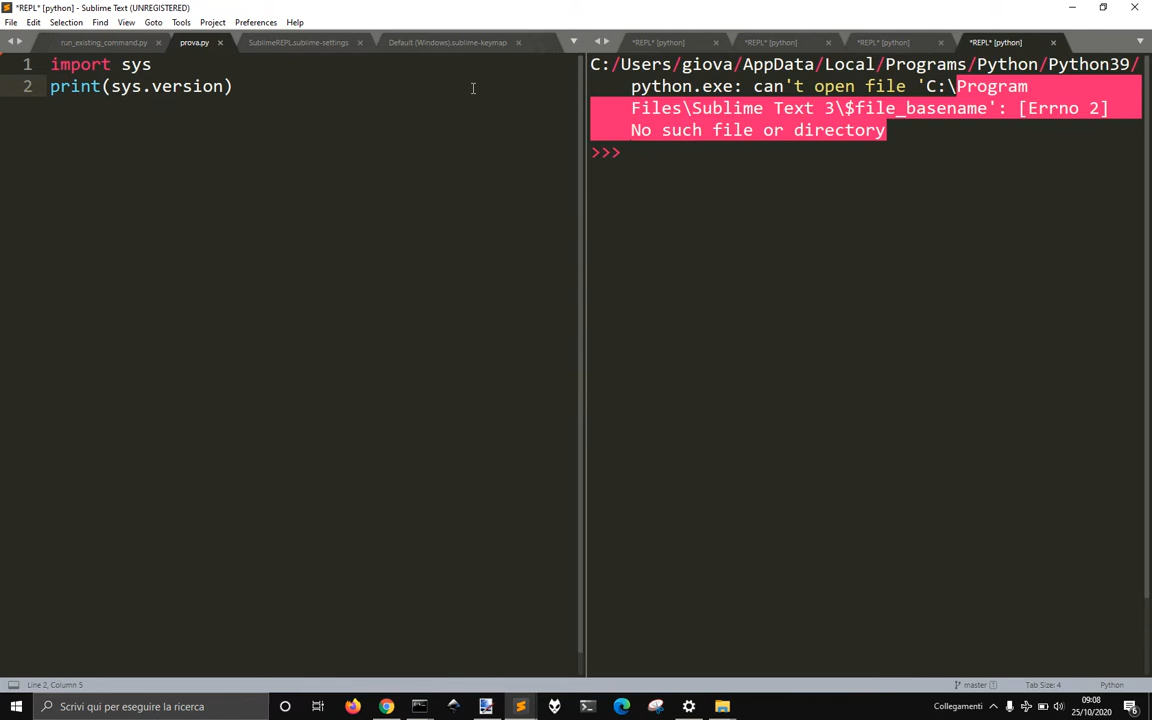 *REPL* [python] - Sublime Text (UNREGISTERED)
File Edit Selection Find View Goto Tools Project Preferences Help
run_existing_command.py × prova.py × SublimeREPL.sublime-settings × Default (Windows).sublime-keymap ×
*REPL* [python] × *REPL* [python] × *REPL* [python] × *REPL* [python] ×
1 import sys
2 print(sys.version)
C:/Users/giova/AppData/Local/Programs/Python/Python39/
python.exe: can't open file 'C:\Program
Files\Sublime Text 3\$file_basename': [Errno 2]
No such file or directory
>>>
Line 2, Column 5
master 1 Tab Size: 4 Python
Scrivi qui per eseguire la ricerca
Collegamenti
09:08
25/10/2020
6